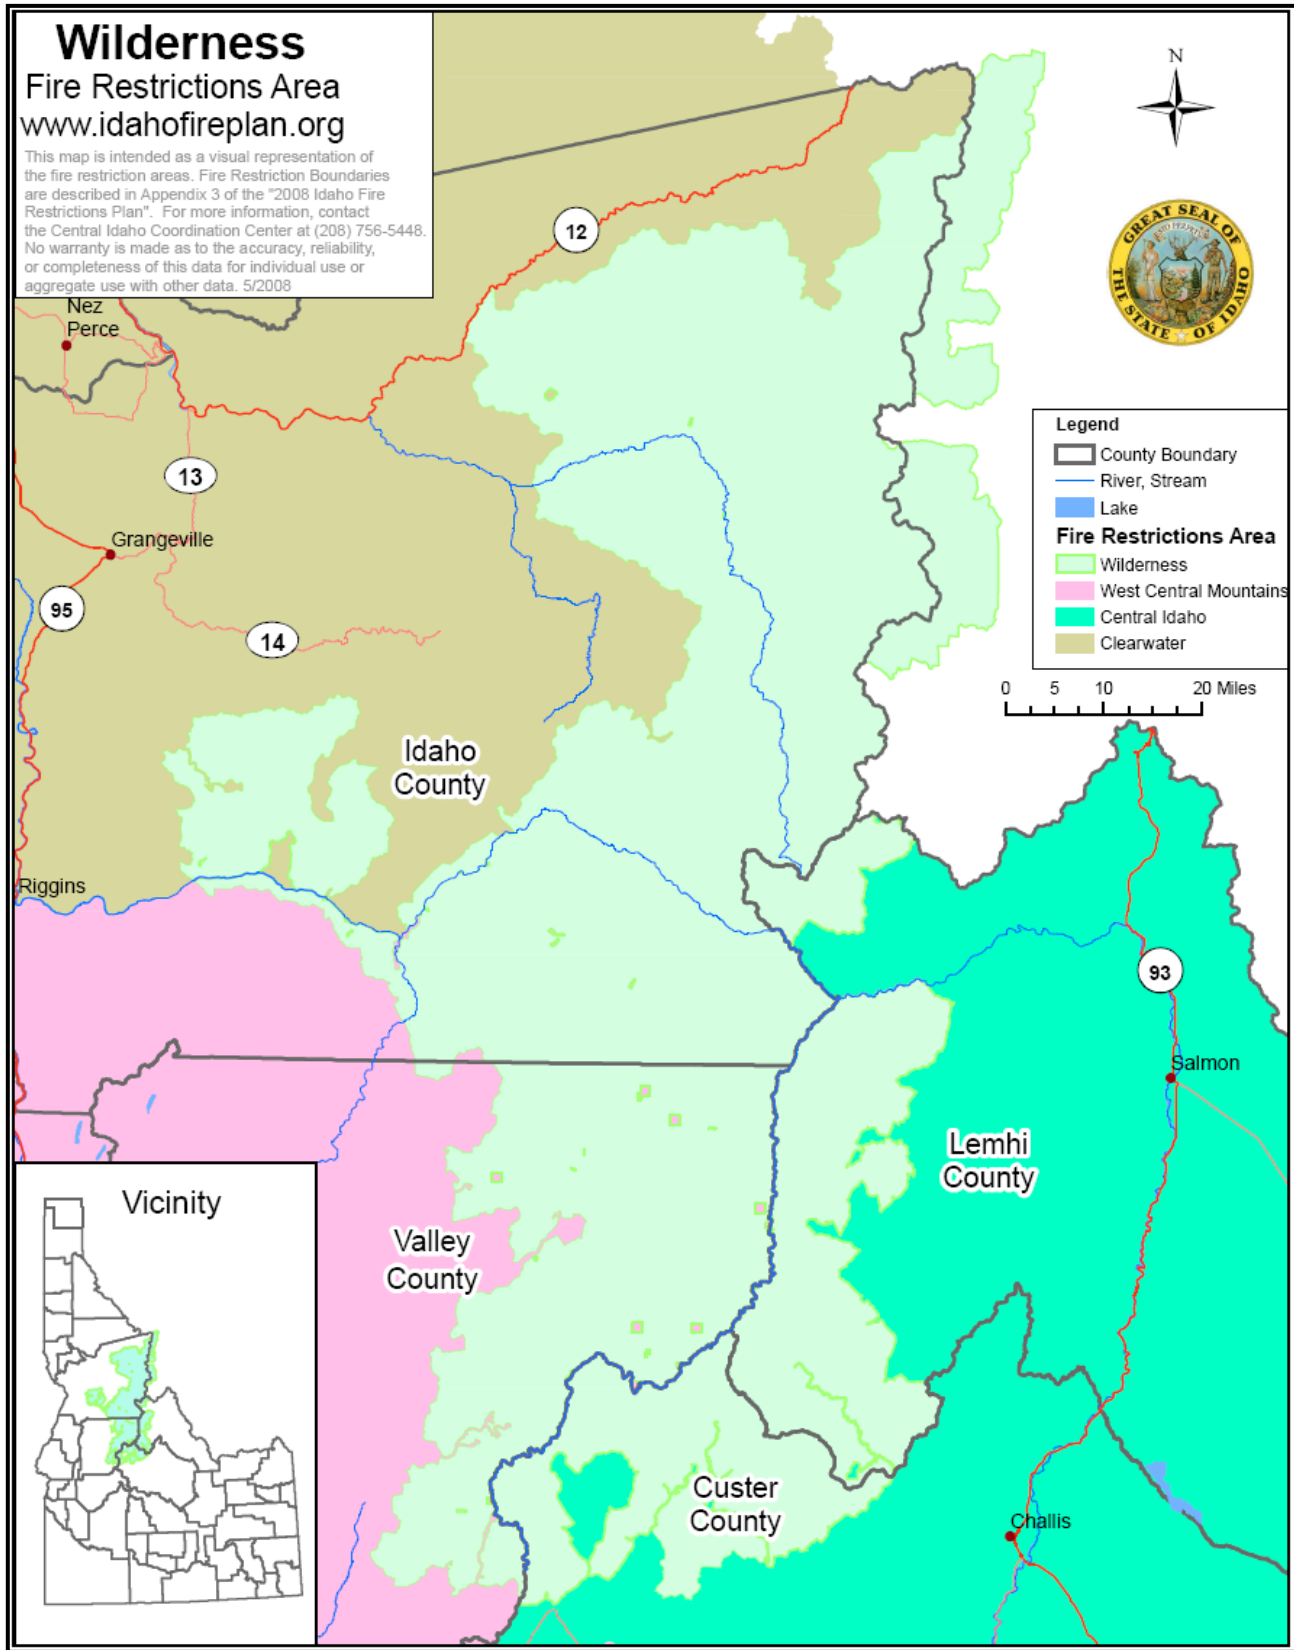 Wilderness
Fire Restrictions Area
www.idahofireplan.org
This map is intended as a visual representation of
the fire restriction areas. Fire Restriction Boundaries
are described in Appendix 3 of the "2008 Idaho Fire
Restrictions Plan".  For more information, contact
the Central Idaho Coordination Center at (208) 756-5448.
No warranty is made as to the accuracy, reliability,
or completeness of this data for individual use or
aggregate use with other data. 5/2008
N
GREAT SEAL OF
THE STATE OF IDAHO
ESTO PERPETUA
12
Nez
Perce
13
Grangeville
95
14
Legend
County Boundary
River, Stream
Lake
Fire Restrictions Area
Wilderness
West Central Mountains
Central Idaho
Clearwater
0 5 10 20 Miles
Idaho
County
Riggins
93
Salmon
Lemhi
County
Vicinity
Valley
County
Custer
County
Challis